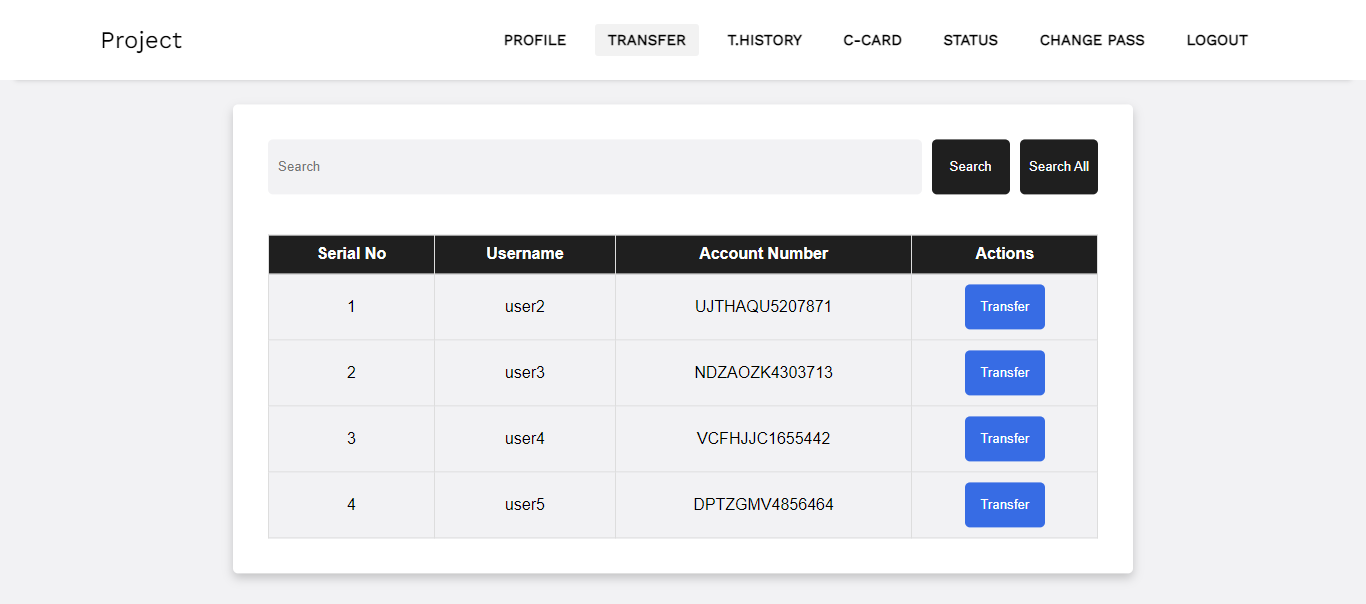 Project PROFILE TRANSFER T.HISTORY C-CARD STATUS CHANGE PASS LOGOUT
Search Search Search All
Serial No Username Account Number Actions
1 user2 UJTHAQU5207871 Transfer
2 user3 NDZAOZK4303713 Transfer
3 user4 VCFHJJC1655442 Transfer
4 user5 DPTZGMV4856464 Transfer